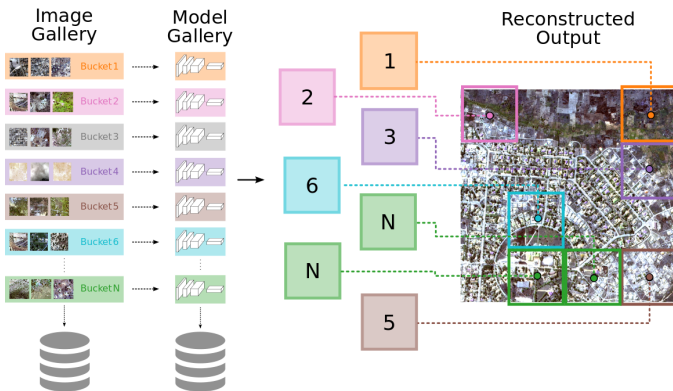 Image
Gallery
Model
Gallery
Reconstructed
Output
Bucket1
Bucket2
Bucket3
Bucket4
Bucket5
Bucket6
BucketN
1
2
3
6
N
N
5